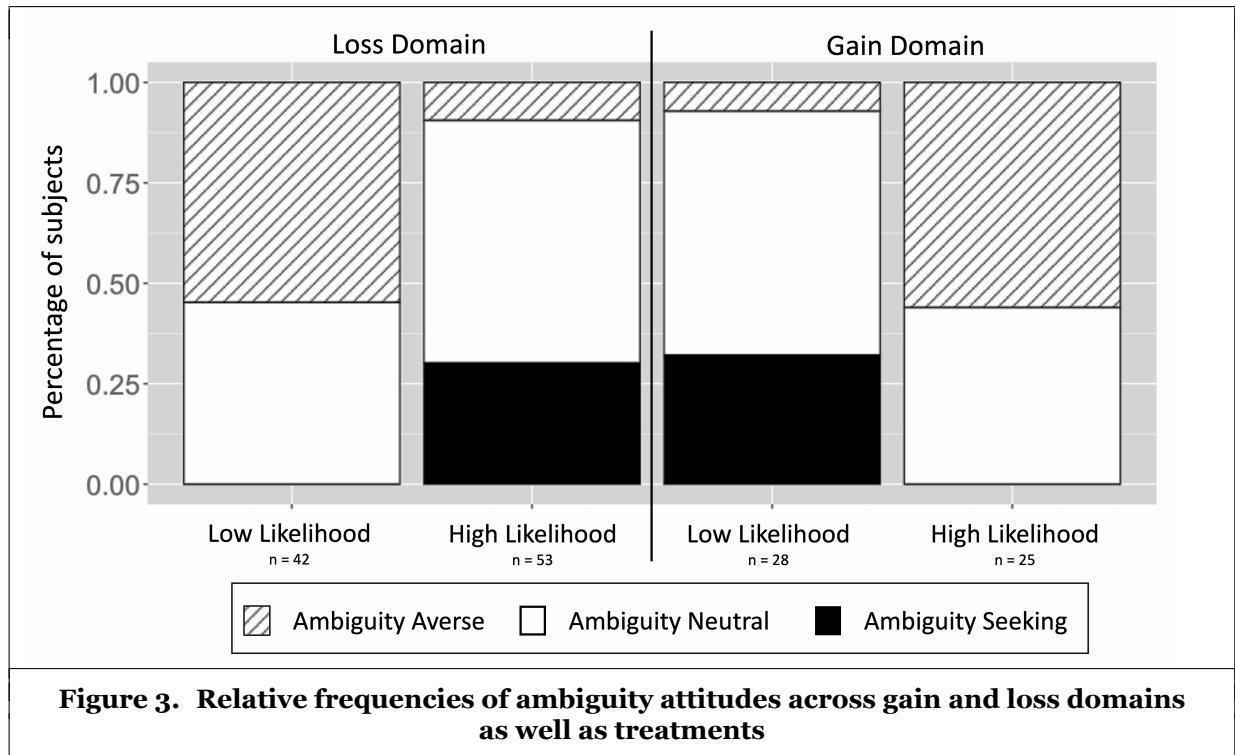 Loss Domain
Gain Domain
Percentage of subjects
1.00
0.75
0.50
0.25
0.00
Low Likelihood
n = 42
High Likelihood
n = 53
Low Likelihood
n = 28
High Likelihood
n = 25
Ambiguity Averse
Ambiguity Neutral
Ambiguity Seeking
Figure 3. Relative frequencies of ambiguity attitudes across gain and loss domains
as well as treatments